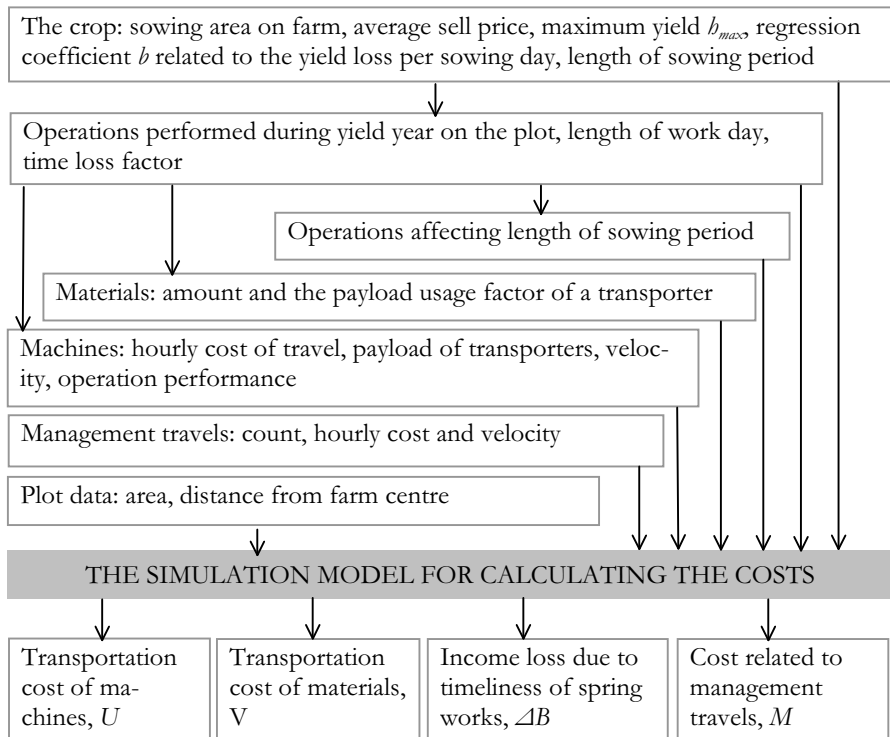 The crop: sowing area on farm, average sell price, maximum yield hmax, regression
coefficient b related to the yield loss per sowing day, length of sowing period
Operations performed during yield year on the plot, length of work day,
time loss factor
Operations affecting length of sowing period
Materials: amount and the payload usage factor of a transporter
Machines: hourly cost of travel, payload of transporters, veloc-
ity, operation performance
Management travels: count, hourly cost and velocity
Plot data: area, distance from farm centre
THE SIMULATION MODEL FOR CALCULATING THE COSTS
Transportation
cost of ma-
chines, U
Transportation
cost of materials,
V
Income loss due to
timeliness of spring
works, ΔB
Cost related to
management
travels, M